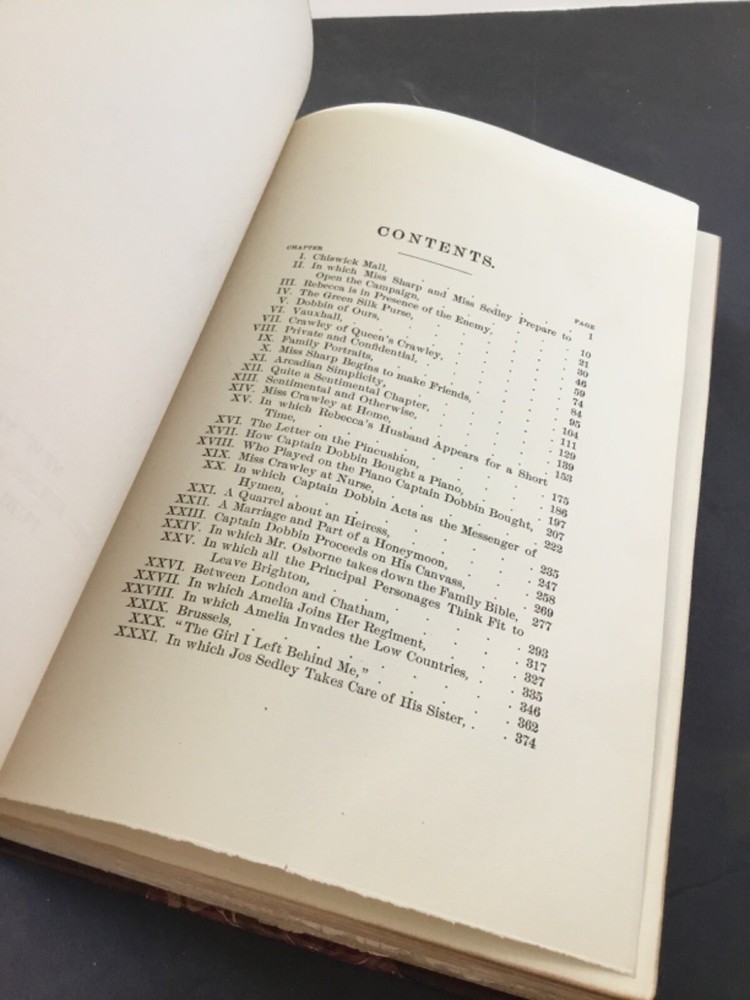 CONTENTS.
CHAPTER PAGE
I. Chiswick Mall, 1
II. In which Miss Sharp and Miss Sedley Prepare to
Open the Campaign, 10
III. Rebecca is in Presence of the Enemy, 21
IV. The Green Silk Purse, 30
V. Dobbin of Ours, 46
VI. Vauxhall, 59
VII. Crawley of Queen's Crawley, 74
VIII. Private and Confidential, 84
IX. Family Portraits, 95
X. Miss Sharp Begins to make Friends, 104
XI. Arcadian Simplicity, 111
XII. Quite a Sentimental Chapter, 129
XIII. Sentimental and Otherwise, 139
XIV. Miss Crawley at Home, 153
XV. In which Rebecca's Husband Appears for a Short
Time, 175
XVI. The Letter on the Pincushion, 186
XVII. How Captain Dobbin Bought a Piano, 197
XVIII. Who Played on the Piano Captain Dobbin Bought, 207
XIX. Miss Crawley at Nurse, 222
XX. In which Captain Dobbin Acts as the Messenger of
Hymen, 235
XXI. A Quarrel about an Heiress, 247
XXII. A Marriage and Part of a Honeymoon, 258
XXIII. Captain Dobbin Proceeds on His Canvass, 269
XXIV. In which Mr. Osborne takes down the Family Bible, 277
XXV. In which all the Principal Personages Think Fit to
Leave Brighton, 293
XXVI. Between London and Chatham, 317
XXVII. In which Amelia Joins Her Regiment, 327
XXVIII. In which Amelia Invades the Low Countries, 335
XXIX. Brussels, 346
XXX. "The Girl I Left Behind Me," 362
XXXI. In which Jos Sedley Takes Care of His Sister, 374